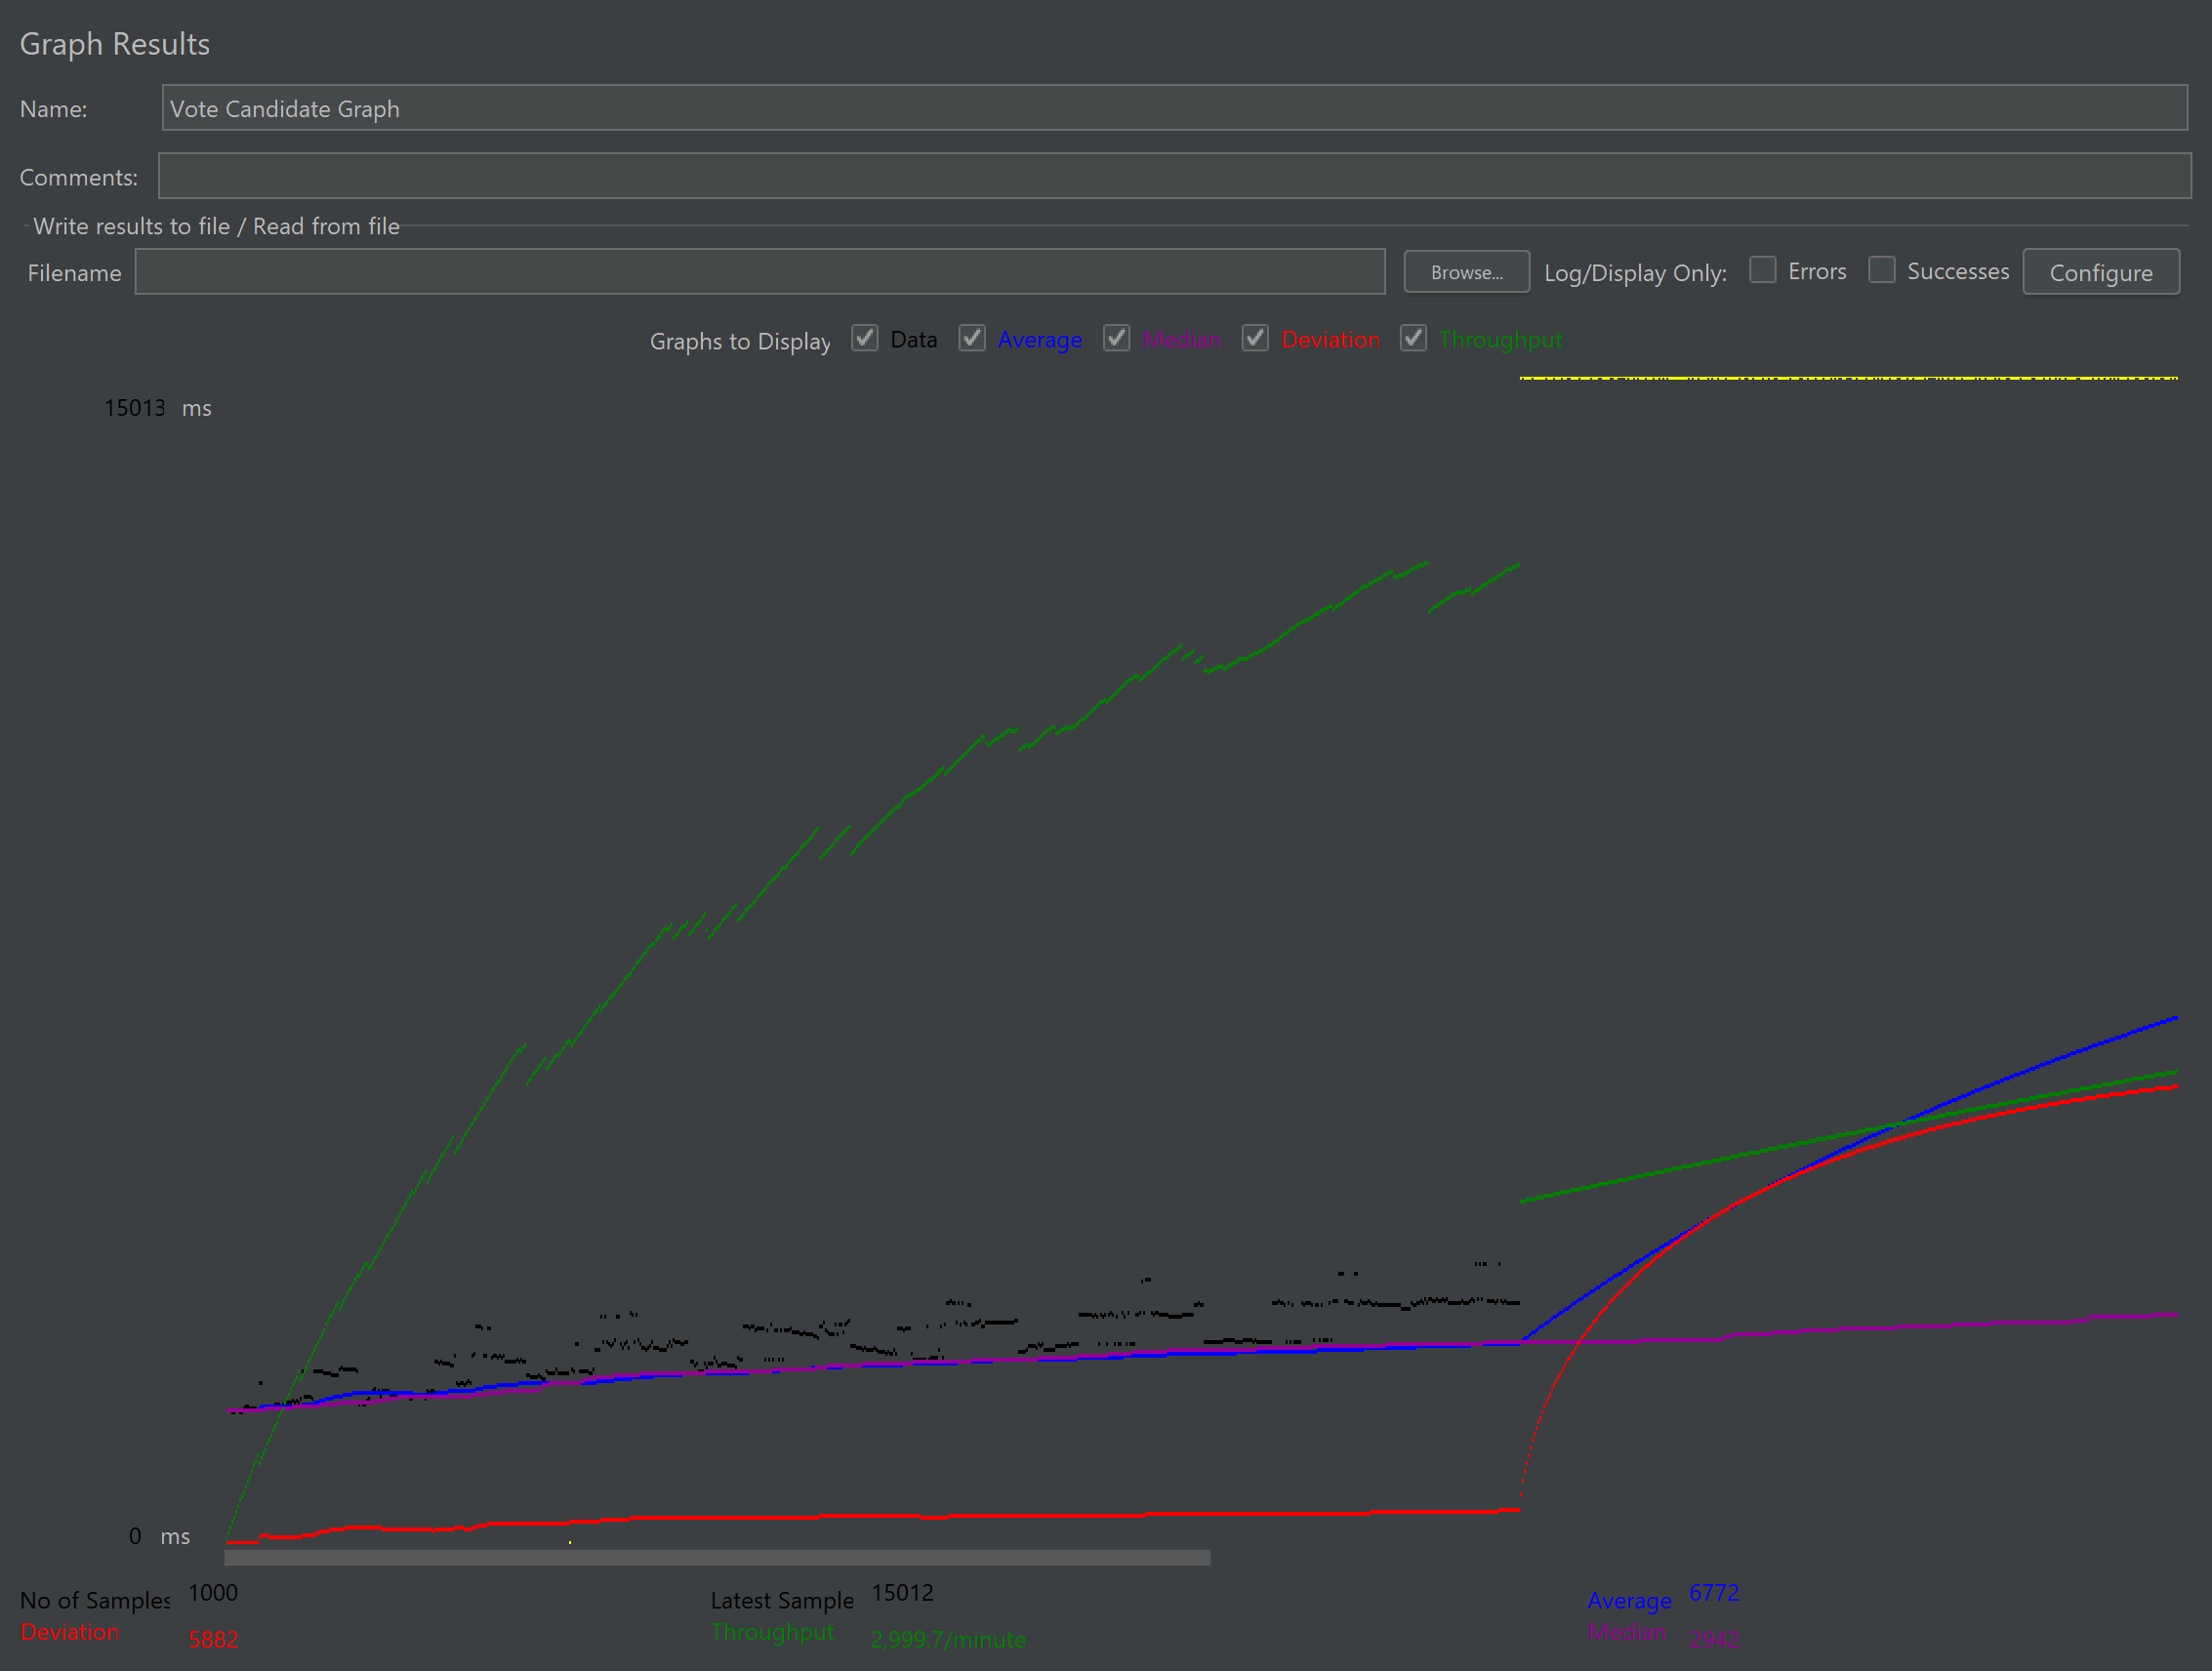 Graph Results
Name: Vote Candidate Graph
Comments:
Write results to file / Read from file
Filename Browse... Log/Display Only: Errors Successes Configure
Graphs to Display Data Average Median Deviation Throughput
15013 ms
0 ms
No of Samples 1000 Latest Sample 15012 Average 6772
Deviation 5882 Throughput 2,999.7/minute Median 2942